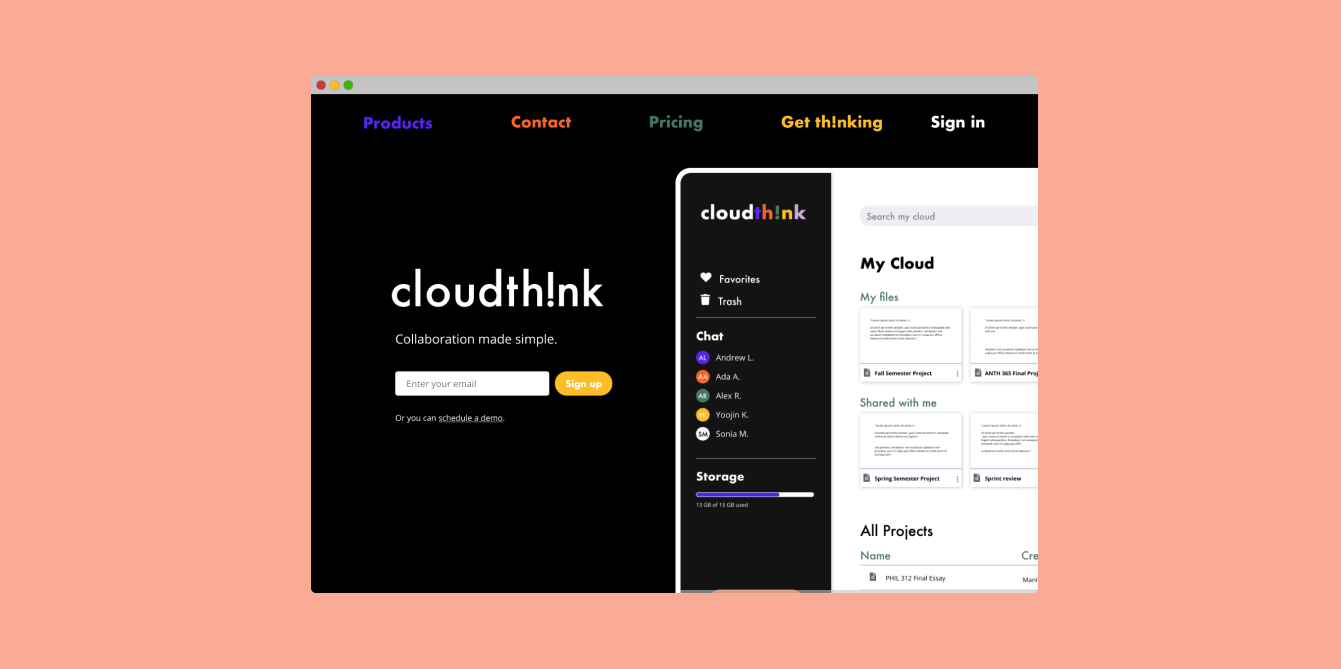 Products Contact Pricing Get th!nking Sign in
cloudth!nk
Collaboration made simple.
Enter your email Sign up
Or you can schedule a demo.
cloudth!nk
Favorites
Trash
Chat
AL Andrew L.
AA Ada A.
AR Alex R.
YK Yoojin K.
SM Sonia M.
Storage
13 GB of 15 GB used
Search my cloud
My Cloud
My files
Fall Semester Project ANTH 365 Final Proj
Shared with me
Spring Semester Project Sprint review
All Projects
Name Cre
PHIL 312 Final Essay